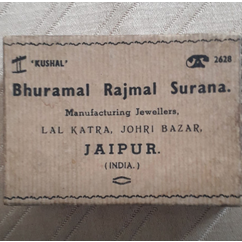 'KUSHAL' 2628
Bhuramal Rajmal Surana.
Manufacturing Jewellers,
LAL KATRA, JOHRI BAZAR,
JAIPUR.
(INDIA.)